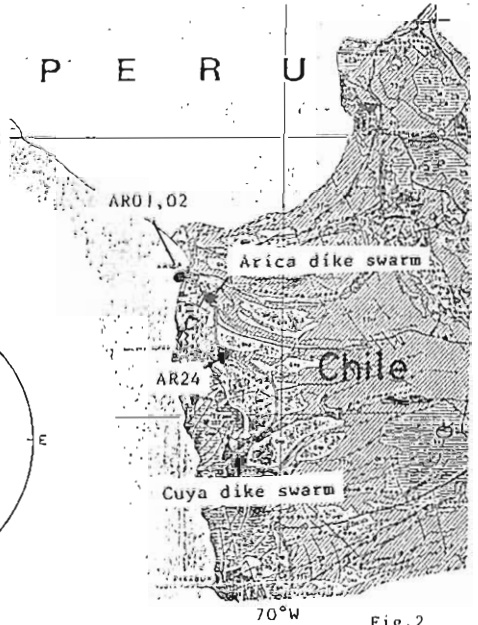 P E R U
AR01,02
Arica dike swarm
Chile
AR24
E
Cuya dike swarm
70°W
Fig.2